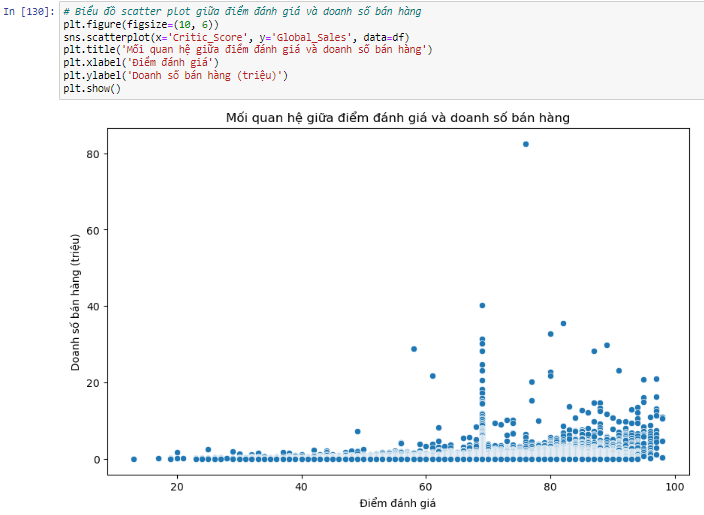 In [130]: # Biểu đồ scatter plot giữa điểm đánh giá và doanh số bán hàng
plt.figure(figsize=(10, 6))
sns.scatterplot(x='Critic_Score', y='Global_Sales', data=df)
plt.title('Mối quan hệ giữa điểm đánh giá và doanh số bán hàng')
plt.xlabel('Điểm đánh giá')
plt.ylabel('Doanh số bán hàng (triệu)')
plt.show()
Mối quan hệ giữa điểm đánh giá và doanh số bán hàng
Doanh số bán hàng (triệu)
80
60
40
20
0
20 40 60 80 100
Điểm đánh giá